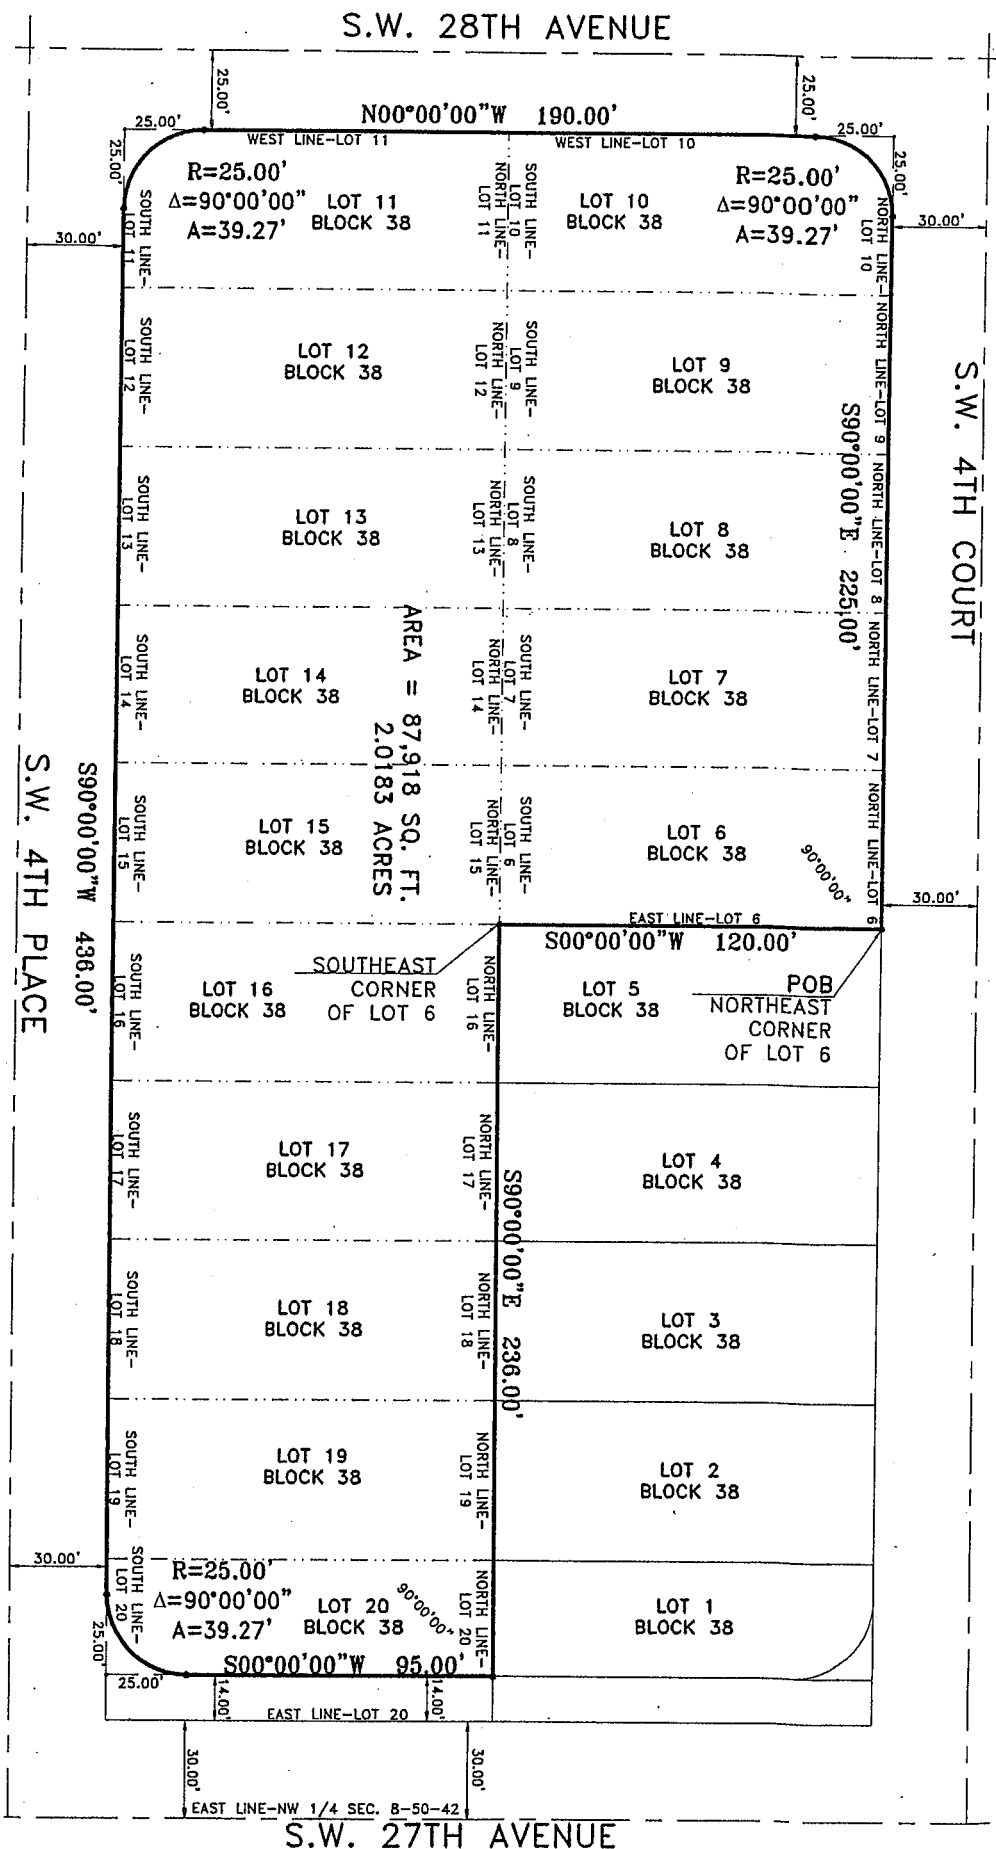 S.W. 28TH AVENUE
25.00'
25.00'
N00°00'00"W 190.00'
25.00'
25.00'
WEST LINE-LOT 11
WEST LINE-LOT 10
25.00'
25.00'
R=25.00'
Δ=90°00'00"
A=39.27'
LOT 11
BLOCK 38
SOUTH LINE-
LOT 10
NORTH LINE-
LOT 11
LOT 10
BLOCK 38
R=25.00'
Δ=90°00'00"
A=39.27'
SOUTH LINE-
LOT 11
NORTH LINE-
LOT 10
30.00'
30.00'
SOUTH LINE-
LOT 12
LOT 12
BLOCK 38
SOUTH LINE-
LOT 9
NORTH LINE-
LOT 12
LOT 9
BLOCK 38
NORTH LINE-LOT 9
S.W. 4TH COURT
S90°00'00"E 225.00'
SOUTH LINE-
LOT 13
LOT 13
BLOCK 38
SOUTH LINE-
LOT 8
NORTH LINE-
LOT 13
LOT 8
BLOCK 38
NORTH LINE-LOT 8
AREA = 87,918 SQ. FT.
2.0183 ACRES
SOUTH LINE-
LOT 14
LOT 14
BLOCK 38
SOUTH LINE-
LOT 7
NORTH LINE-
LOT 14
LOT 7
BLOCK 38
NORTH LINE-LOT 7
S.W. 4TH PLACE
S90°00'00"W 436.00'
SOUTH LINE-
LOT 15
LOT 15
BLOCK 38
SOUTH LINE-
LOT 6
NORTH LINE-
LOT 15
LOT 6
BLOCK 38
90°00'00"
NORTH LINE-LOT 6
30.00'
EAST LINE-LOT 6
S00°00'00"W 120.00'
SOUTHEAST
CORNER
OF LOT 6
POB
NORTHEAST
CORNER
OF LOT 6
SOUTH LINE-
LOT 16
LOT 16
BLOCK 38
NORTH LINE-
LOT 16
LOT 5
BLOCK 38
SOUTH LINE-
LOT 17
LOT 17
BLOCK 38
NORTH LINE-
LOT 17
LOT 4
BLOCK 38
S90°00'00"E 236.00'
SOUTH LINE-
LOT 18
LOT 18
BLOCK 38
NORTH LINE-
LOT 18
LOT 3
BLOCK 38
SOUTH LINE-
LOT 19
LOT 19
BLOCK 38
NORTH LINE-
LOT 19
LOT 2
BLOCK 38
30.00'
SOUTH LINE-
LOT 20
R=25.00'
Δ=90°00'00"
A=39.27'
LOT 20
BLOCK 38
90°00'00"
NORTH LINE-
LOT 20
LOT 1
BLOCK 38
25.00'
25.00'
S00°00'00"W 95.00'
14.00'
14.00'
EAST LINE-LOT 20
30.00'
30.00'
EAST LINE-NW 1/4 SEC. 8-50-42
S.W. 27TH AVENUE